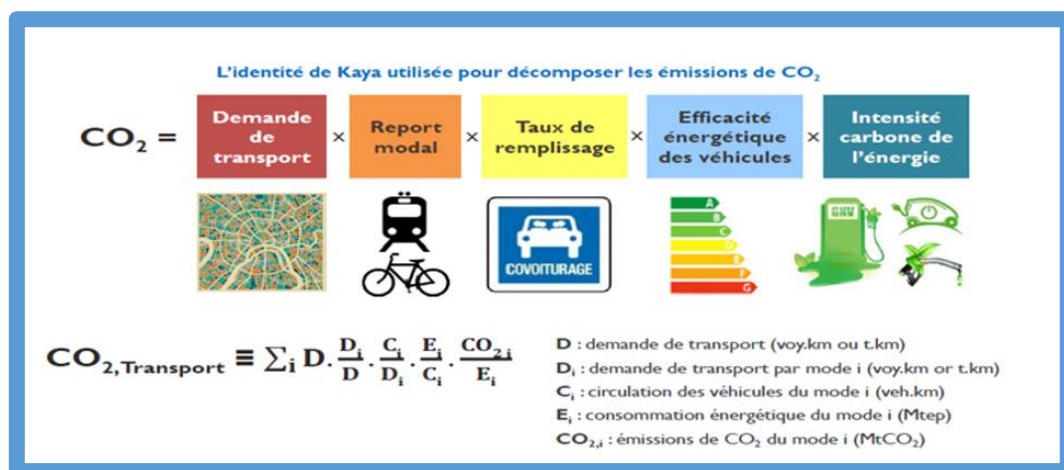 L'identité de Kaya utilisée pour décomposer les émissions de CO₂
CO₂ = Demande de transport × Report modal × Taux de remplissage × Efficacité énergétique des véhicules × Intensité carbone de l'énergie
COVOITURAGE
A
B
C
D
E
F
G
GNV
CO₂,Transport ≡ ∑ᵢ D. Dᵢ/D . Cᵢ/Dᵢ . Eᵢ/Cᵢ . CO₂,ᵢ/Eᵢ
D : demande de transport (voy.km ou t.km)
Dᵢ : demande de transport par mode i (voy.km or t.km)
Cᵢ : circulation des véhicules du mode i (veh.km)
Eᵢ : consommation énergétique du mode i (Mtep)
CO₂,ᵢ : émissions de CO₂ du mode i (MtCO₂)